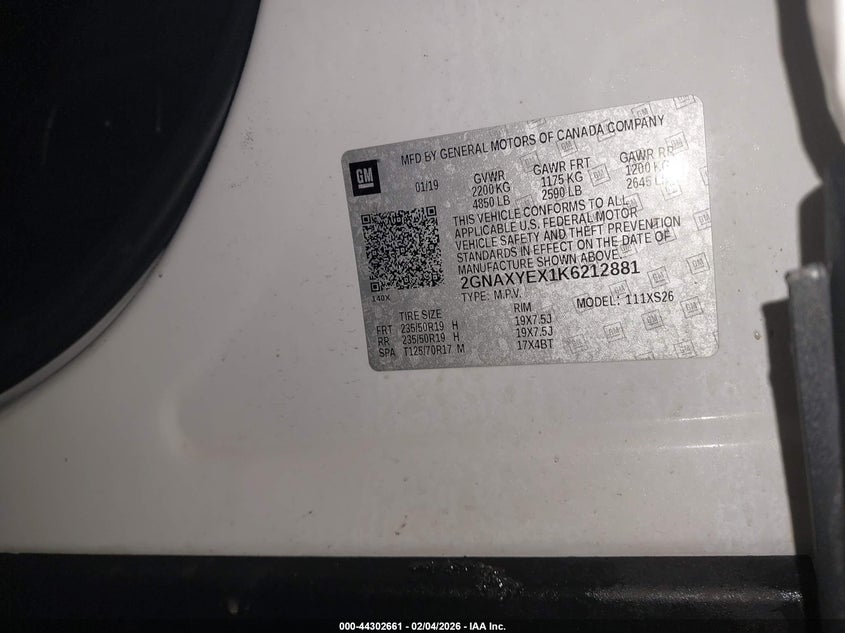 MFD BY GENERAL MOTORS OF CANADA COMPANY
GM
01/19
GVWR GAWR FRT GAWR RR
2200 KG 1175 KG 1200 KG
4850 LB 2590 LB 2645 L
THIS VEHICLE CONFORMS TO ALL
APPLICABLE U.S. FEDERAL MOTOR
VEHICLE SAFETY AND THEFT PREVENTION
STANDARDS IN EFFECT ON THE DATE OF
MANUFACTURE SHOWN ABOVE.
2GNAXYEX1K6212881
140X
TYPE: M.P.V. MODEL: 111XS26
TIRE SIZE RIM
FRT 235/50R19 H 19X7.5J
RR 235/50R19 H 19X7.5J
SPA T125/70R17 M 17X4BT
000-44302661 - 02/04/2026 - IAA Inc.